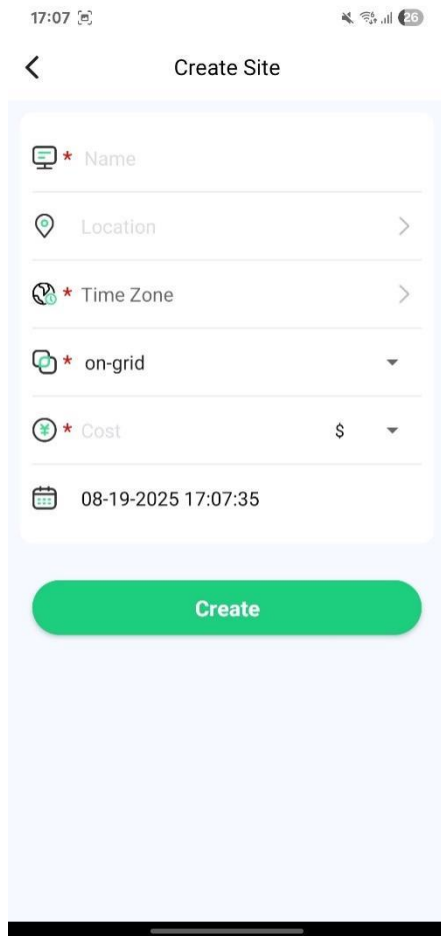 17:07 26
Create Site
* Name
Location
* Time Zone
* on-grid
¥ * Cost $
08-19-2025 17:07:35
Create